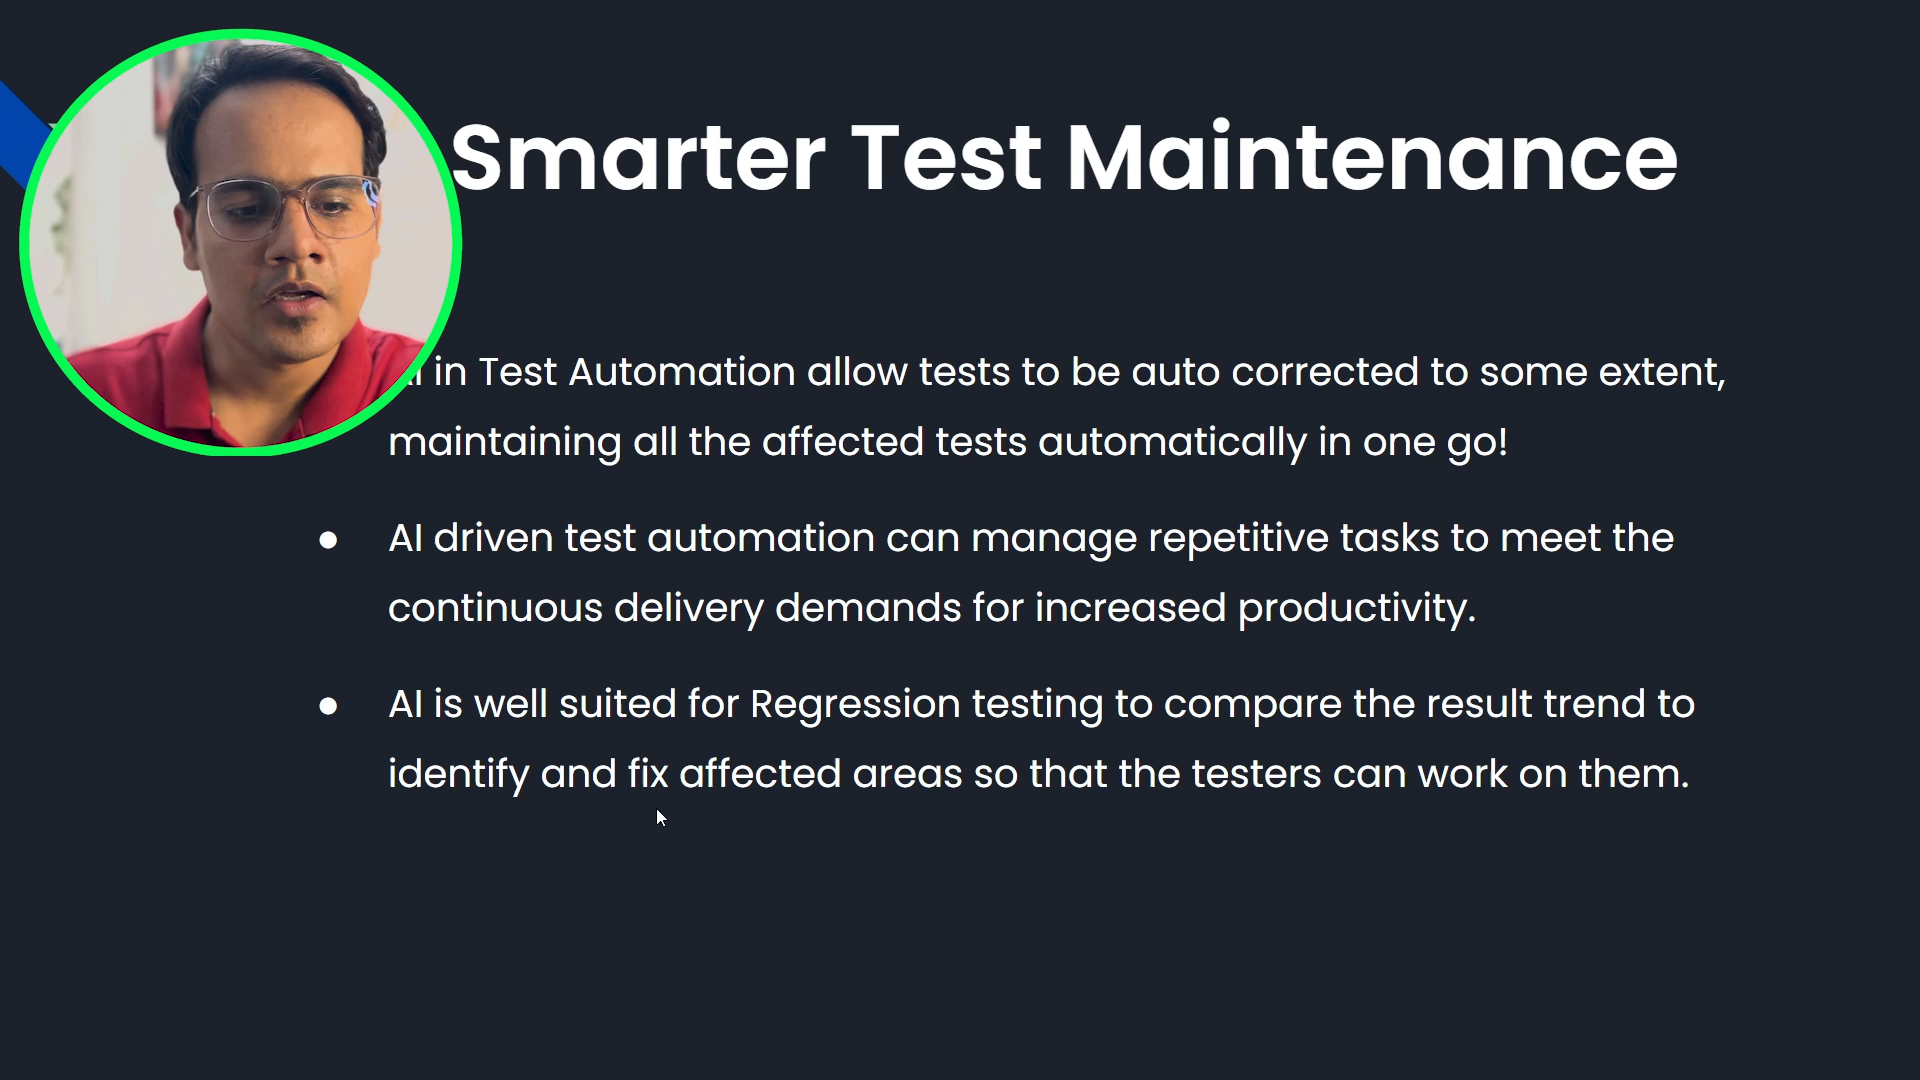 Smarter Test Maintenance
AI in Test Automation allow tests to be auto corrected to some extent,
maintaining all the affected tests automatically in one go!
● AI driven test automation can manage repetitive tasks to meet the
continuous delivery demands for increased productivity.
● AI is well suited for Regression testing to compare the result trend to
identify and fix affected areas so that the testers can work on them.